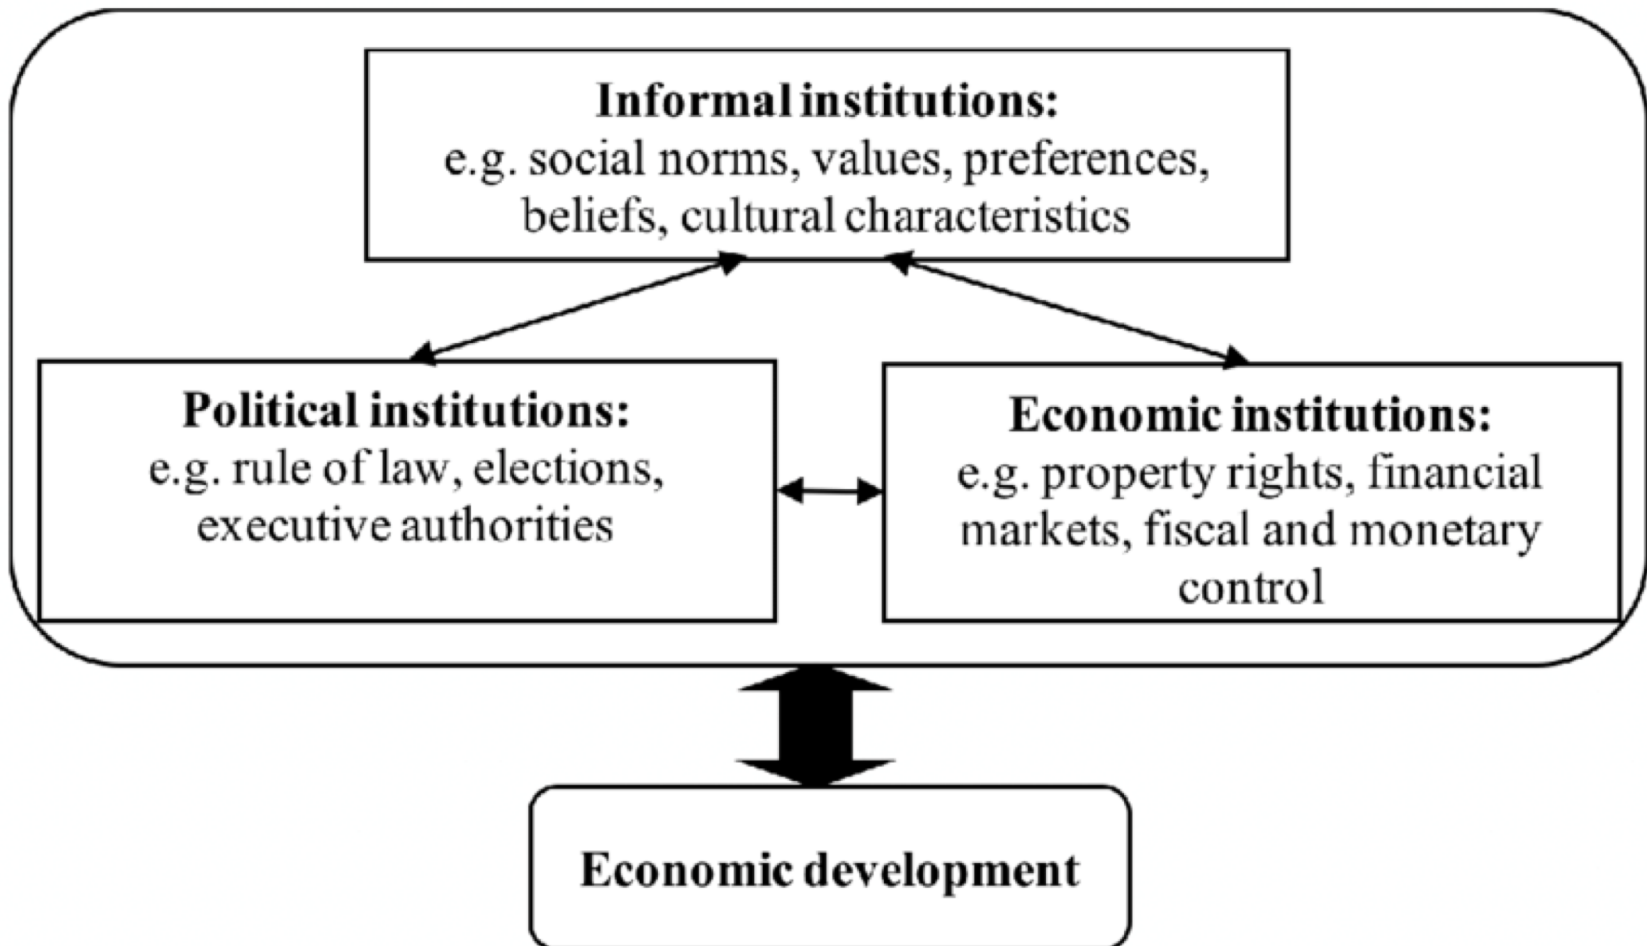 Informal institutions:
e.g. social norms, values, preferences,
beliefs, cultural characteristics
Political institutions:
e.g. rule of law, elections,
executive authorities
Economic institutions:
e.g. property rights, financial
markets, fiscal and monetary
control
Economic development